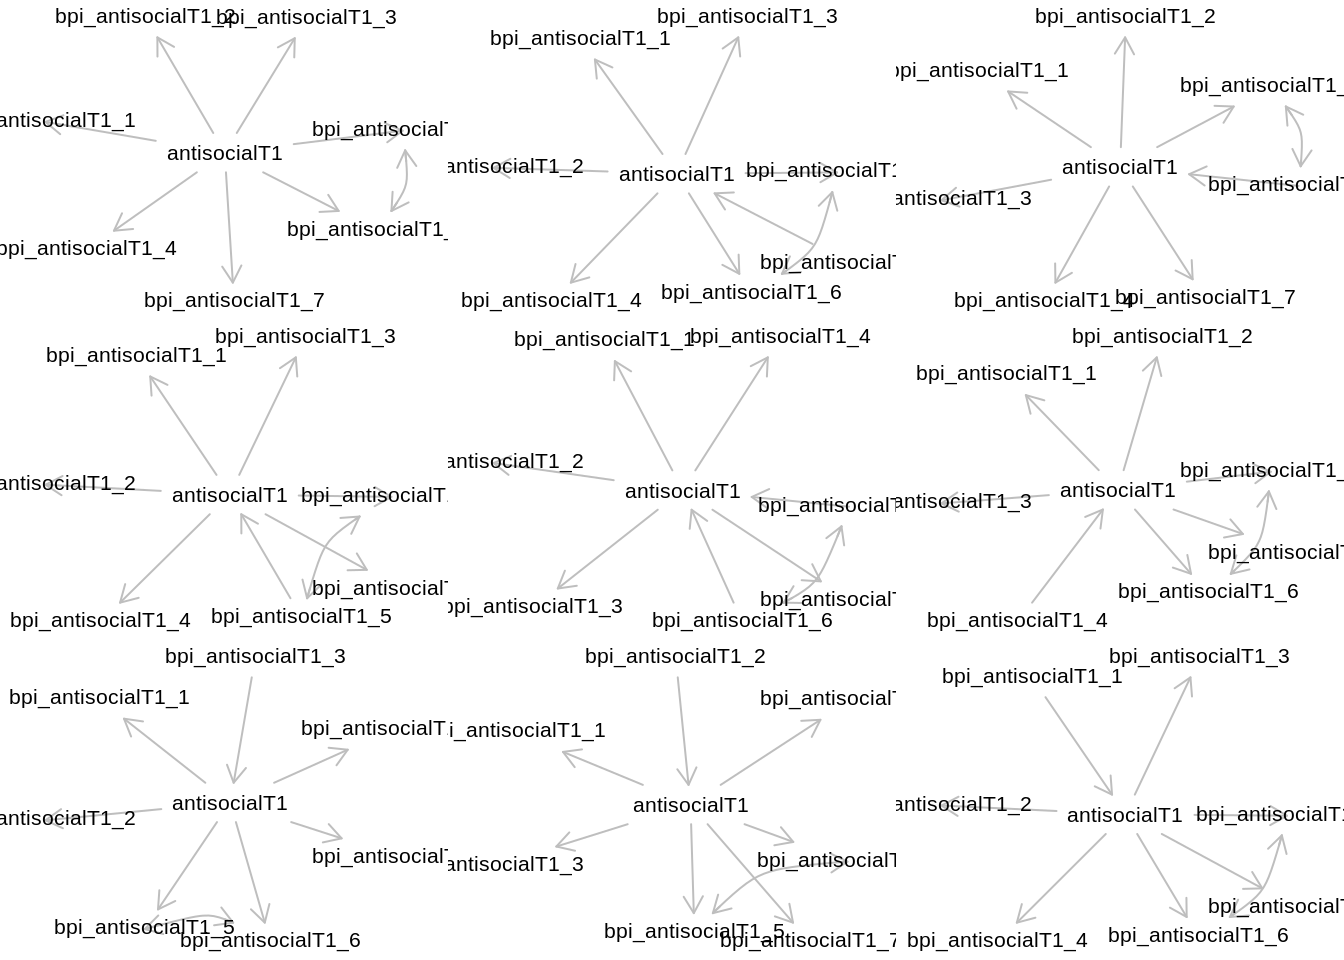 bpi_antisocialT1_2 bpi_antisocialT1_3
antisocialT1_1
bpi_antisocialT
antisocialT1
bpi_antisocialT1_
bpi_antisocialT1_4
bpi_antisocialT1_7
bpi_antisocialT1_3
bpi_antisocialT1_1
antisocialT1_2
antisocialT1
bpi_antisocialT1
bpi_antisocialT
bpi_antisocialT1_4
bpi_antisocialT1_6
bpi_antisocialT1_2
bpi_antisocialT1_1
bpi_antisocialT1_
antisocialT1
bpi_antisocialT
antisocialT1_3
bpi_antisocialT1_4
bpi_antisocialT1_7
bpi_antisocialT1_3
bpi_antisocialT1_1
antisocialT1_2
antisocialT1
bpi_antisocialT
bpi_antisocialT
bpi_antisocialT1_4
bpi_antisocialT1_5
bpi_antisocialT1_1
bpi_antisocialT1_4
antisocialT1_2
antisocialT1
bpi_antisocialT
bpi_antisocialT1_3
bpi_antisocialT
bpi_antisocialT1_6
bpi_antisocialT1_2
bpi_antisocialT1_1
bpi_antisocialT1_
antisocialT1
antisocialT1_3
bpi_antisocialT
bpi_antisocialT1_6
bpi_antisocialT1_4
bpi_antisocialT1_3
bpi_antisocialT1_1
bpi_antisocialT
antisocialT1
antisocialT1_2
bpi_antisocialT
bpi_antisocialT1_5
bpi_antisocialT1_6
bpi_antisocialT1_2
bpi_antisocialT
i_antisocialT1_1
antisocialT1
antisocialT1_3
bpi_antisocialT
bpi_antisocialT1_5
bpi_antisocialT1_7
bpi_antisocialT1_3
bpi_antisocialT1_1
antisocialT1_2
antisocialT1
bpi_antisocialT1
bpi_antisocialT
bpi_antisocialT1_4
bpi_antisocialT1_6